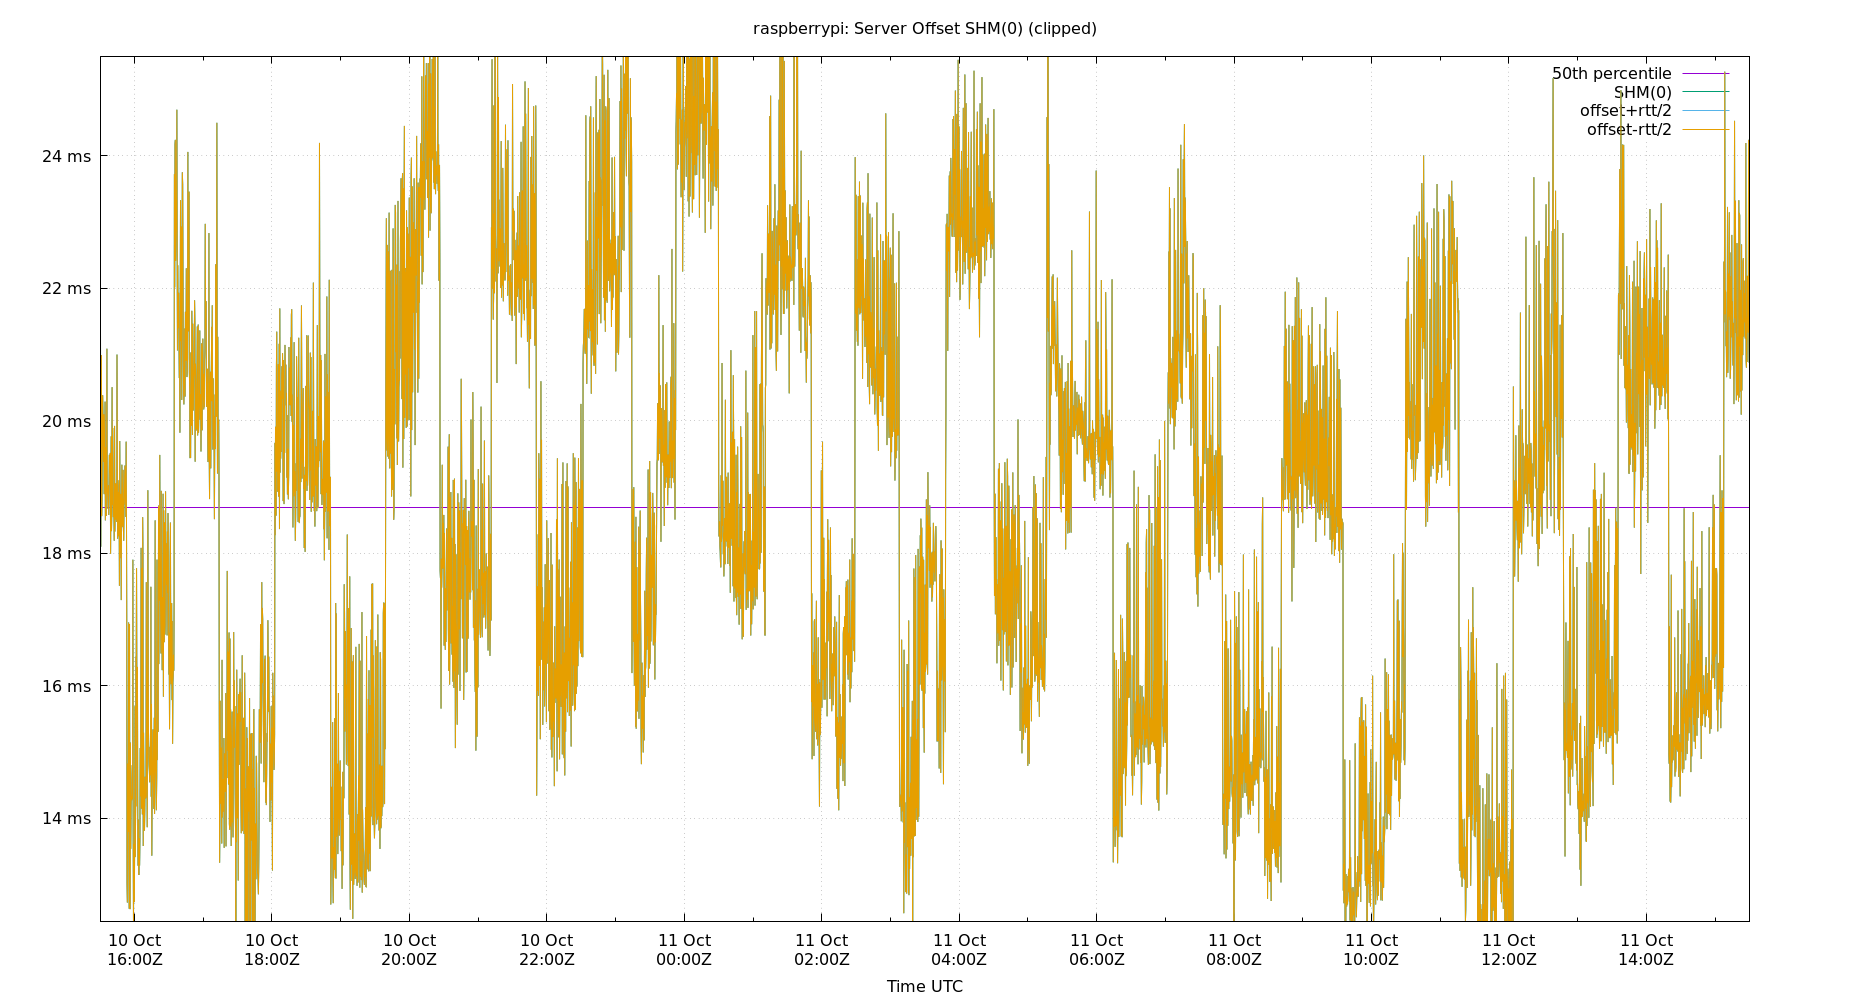 raspberrypi: Server Offset SHM(0) (clipped)
50th percentile
SHM(0)
offset+rtt/2
offset-rtt/2
24 ms
22 ms
20 ms
18 ms
16 ms
14 ms
10 Oct 10 Oct 10 Oct 10 Oct 11 Oct 11 Oct 11 Oct 11 Oct 11 Oct 11 Oct 11 Oct 11 Oct
16:00Z 18:00Z 20:00Z 22:00Z 00:00Z 02:00Z 04:00Z 06:00Z 08:00Z 10:00Z 12:00Z 14:00Z
Time UTC